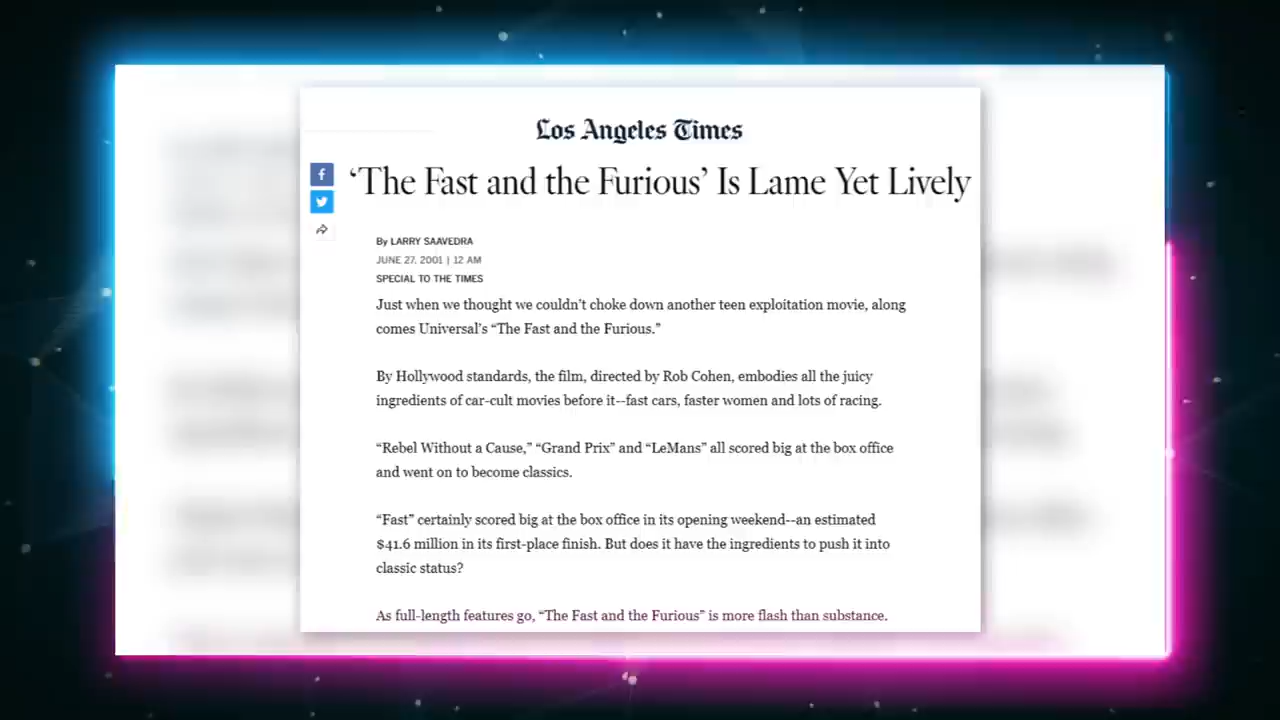 Los Angeles Times
‘The Fast and the Furious’ Is Lame Yet Lively
By LARRY SAAVEDRA
JUNE 27, 2001 | 12 AM
SPECIAL TO THE TIMES
Just when we thought we couldn’t choke down another teen exploitation movie, along
comes Universal’s “The Fast and the Furious.”
By Hollywood standards, the film, directed by Rob Cohen, embodies all the juicy
ingredients of car-cult movies before it--fast cars, faster women and lots of racing.
“Rebel Without a Cause,” “Grand Prix” and “LeMans” all scored big at the box office
and went on to become classics.
“Fast” certainly scored big at the box office in its opening weekend--an estimated
$41.6 million in its first-place finish. But does it have the ingredients to push it into
classic status?
As full-length features go, “The Fast and the Furious” is more flash than substance.